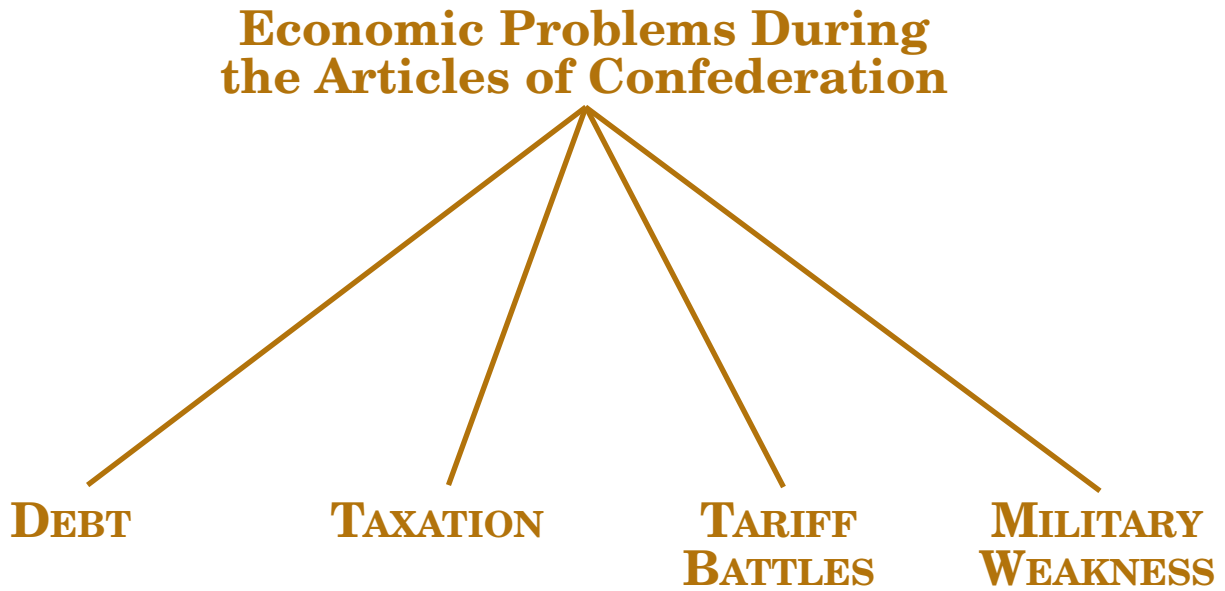 Economic Problems During
the Articles of Confederation
DEBT
TAXATION
TARIFF
BATTLES
MILITARY
WEAKNESS